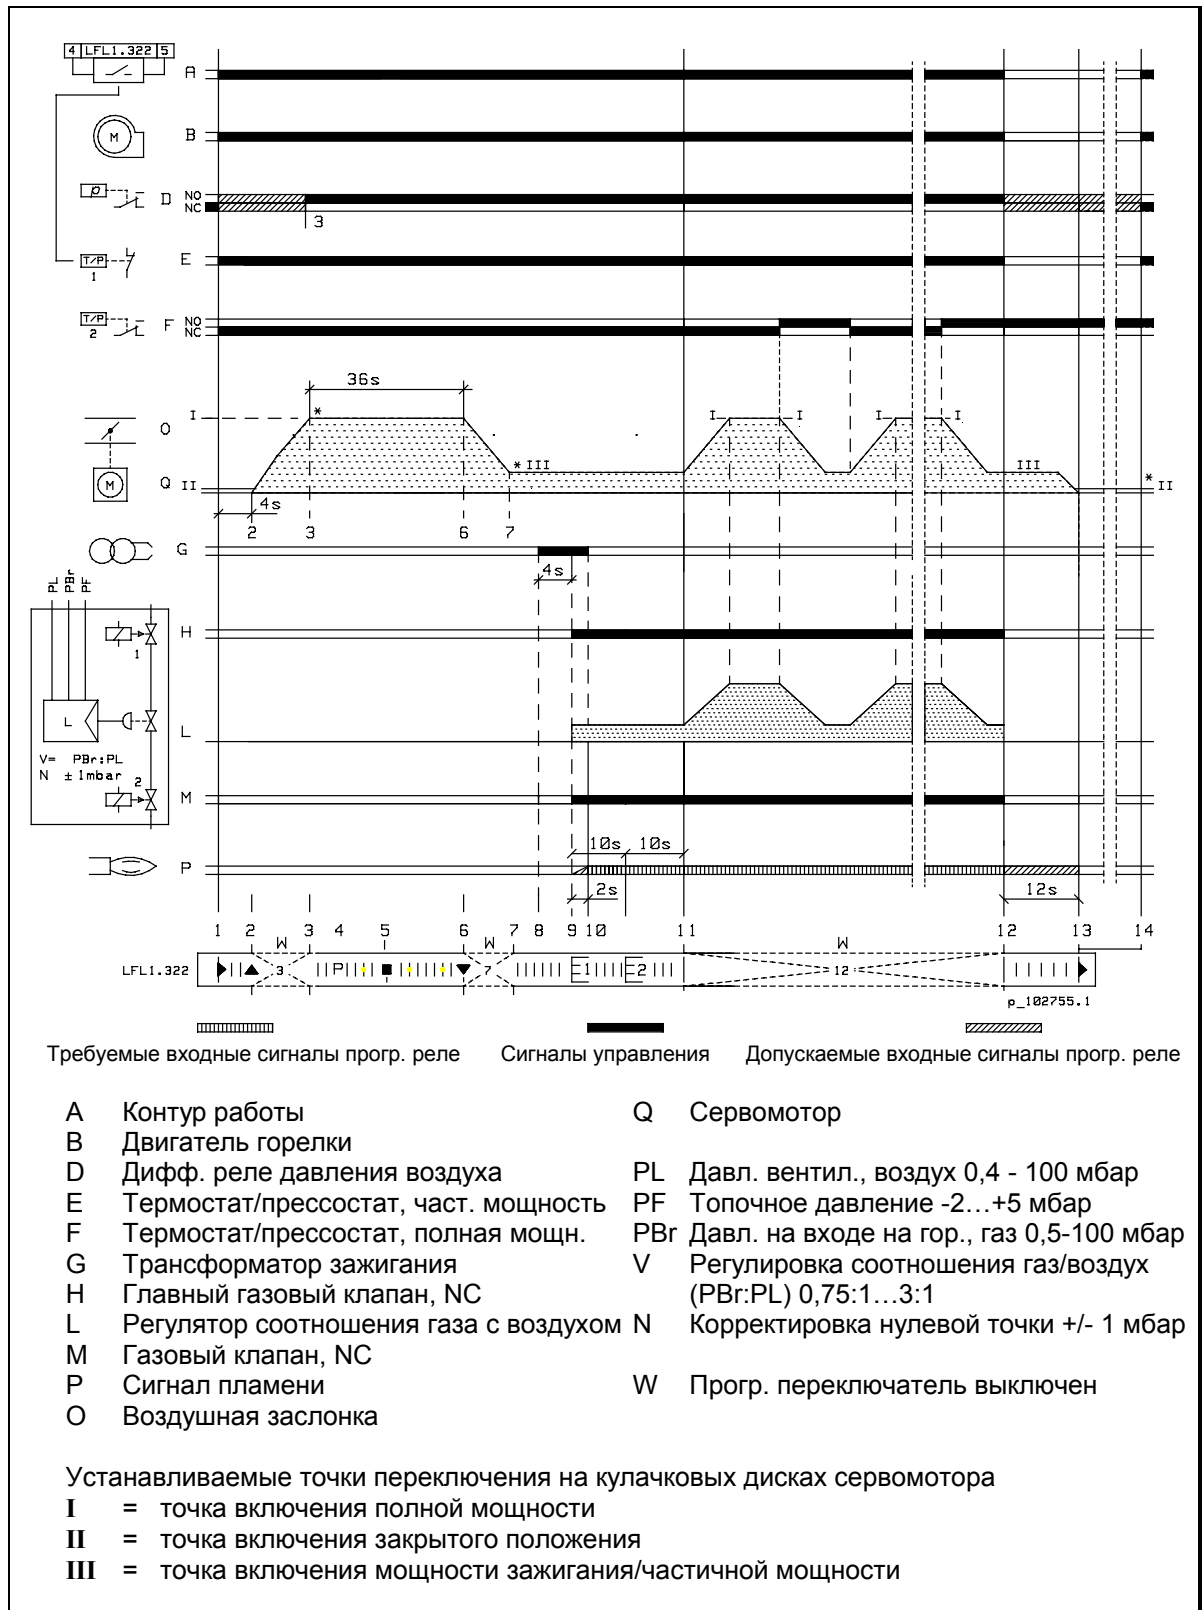 4 LFL1.322 5
A
M
B
p
D NO
NC
3
T/P
1
E
T/P
2
F NO
NC
36s
I
*
I I I I
O
* III
III
M
Q II
* II
4s
2 3 6 7
G
4s
PL PBr PF
H
1
L
L
V= PBr:PL
N ±1mbar
2
M
10s 10s
P
2s
12s
1 2 3 4 5 6 7 8 9 10 11 12 13 14
W W W
LFL1.322
3 P 7 1 2 12
p_102755.1
Требуемые входные сигналы прогр. реле Сигналы управления Допускаемые входные сигналы прогр. реле
A Контур работы Q Сервомотор
B Двигатель горелки
D Дифф. реле давления воздуха PL Давл. вентил., воздух 0,4 - 100 мбар
E Термостат/прессостат, част. мощность PF Топочное давление -2…+5 мбар
F Термостат/прессостат, полная мощн. PBr Давл. на входе на гор., газ 0,5-100 мбар
G Трансформатор зажигания V Регулировка соотношения газ/воздух
H Главный газовый клапан, NC (PBr:PL) 0,75:1…3:1
L Регулятор соотношения газа с воздухом N Корректировка нулевой точки +/- 1 мбар
M Газовый клапан, NC
P Сигнал пламени W Прогр. переключатель выключен
O Воздушная заслонка
Устанавливаемые точки переключения на кулачковых дисках сервомотора
I = точка включения полной мощности
II = точка включения закрытого положения
III = точка включения мощности зажигания/частичной мощности